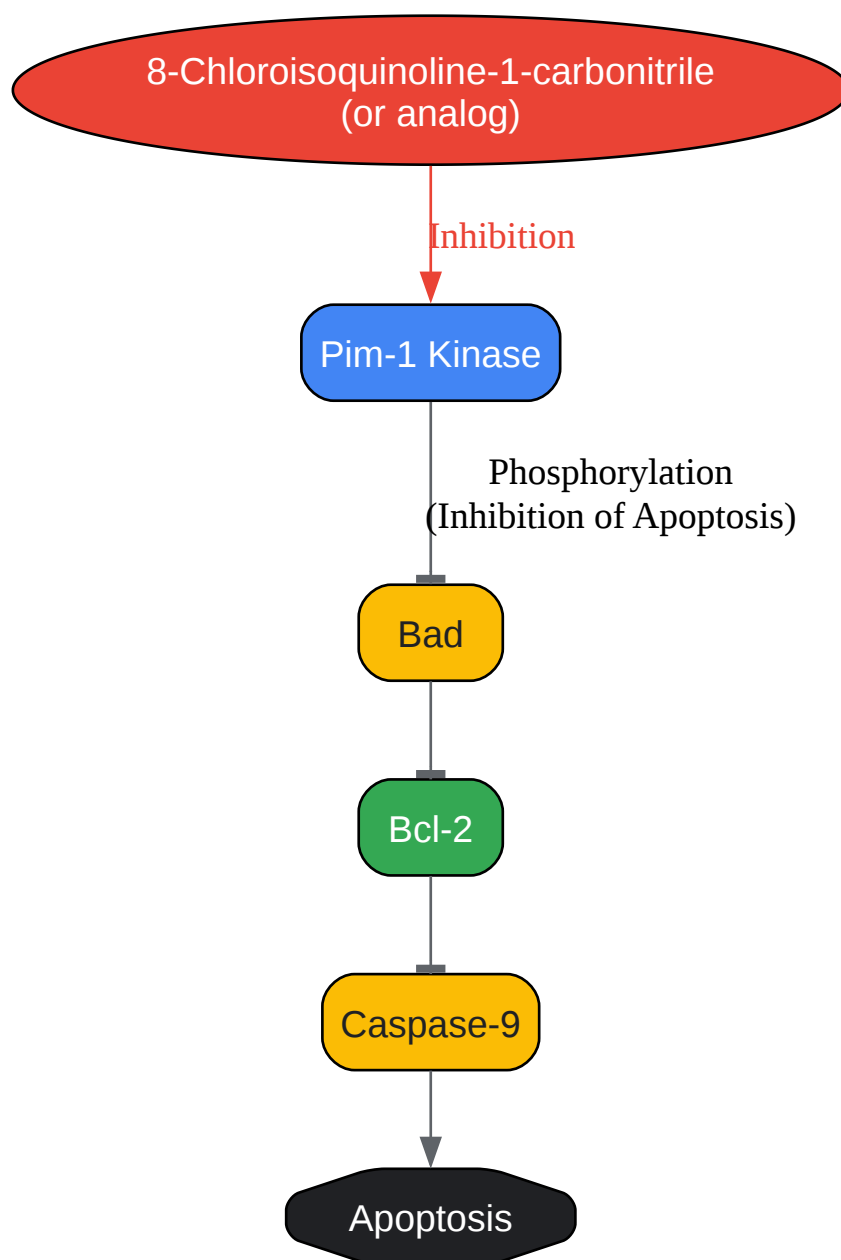 8-Chloroisoquinoline-1-carbonitrile
(or analog)
Inhibition
Pim-1 Kinase
Phosphorylation
(Inhibition of Apoptosis)
Bad
Bcl-2
Caspase-9
Apoptosis